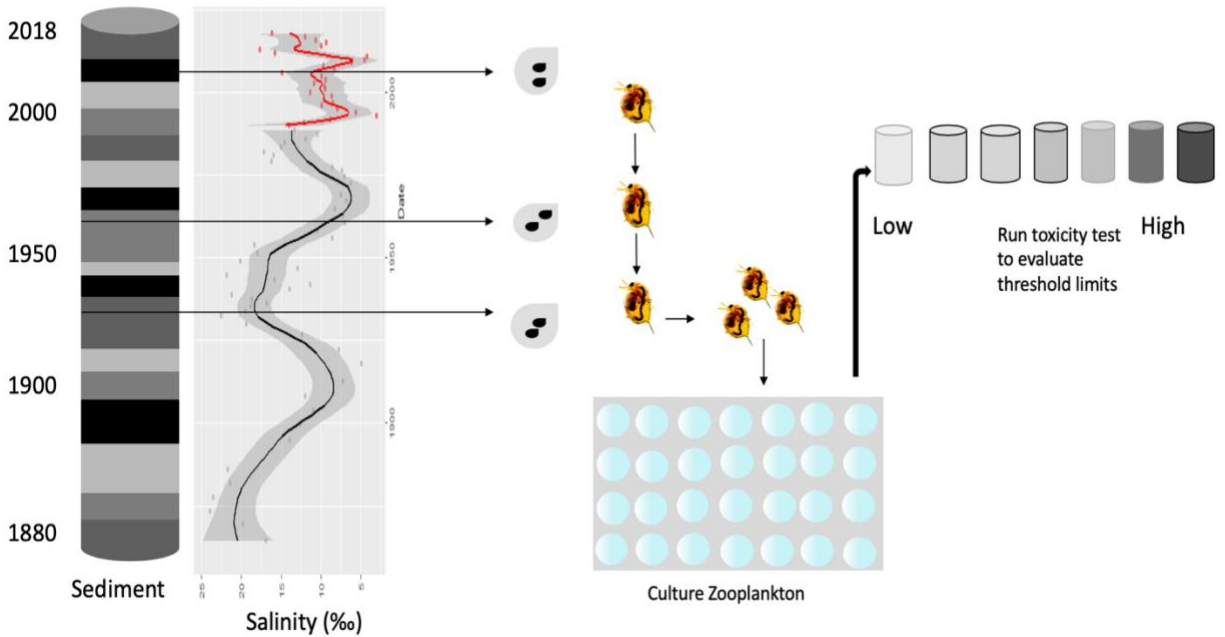 2018
2000
1950
1900
1880
Sediment
2000
Date
1950
1900
25
20
15
10
5
Salinity (‰)
Low
High
Run toxicity test
to evaluate
threshold limits
Culture Zooplankton